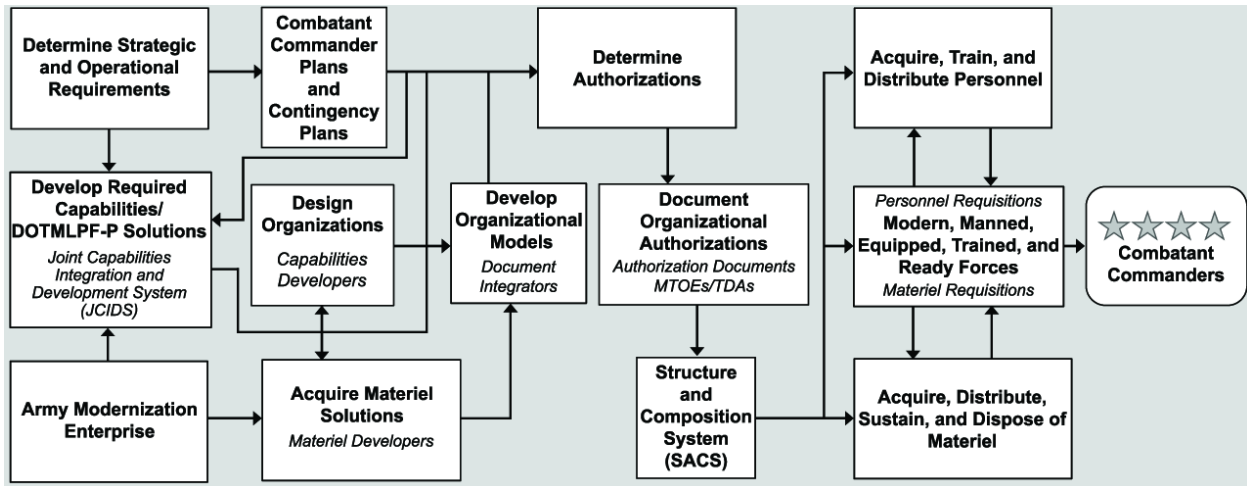 Determine Strategic
and Operational
Requirements
Combatant
Commander
Plans
and
Contingency
Plans
Determine
Authorizations
Acquire, Train, and
Distribute Personnel
Develop Required
Capabilities/
DOTMLPF-P Solutions
Joint Capabilities
Integration and
Development System
(JCIDS)
Design
Organizations
Capabilities
Developers
Develop
Organizational
Models
Document
Integrators
Document
Organizational
Authorizations
Authorization Documents
MTOEs/TDAs
Personnel Requisitions
Modern, Manned,
Equipped, Trained, and
Ready Forces
Materiel Requisitions
Combatant
Commanders
Army Modernization
Enterprise
Acquire Materiel
Solutions
Materiel Developers
Structure
and
Composition
System
(SACS)
Acquire, Distribute,
Sustain, and Dispose of
Materiel